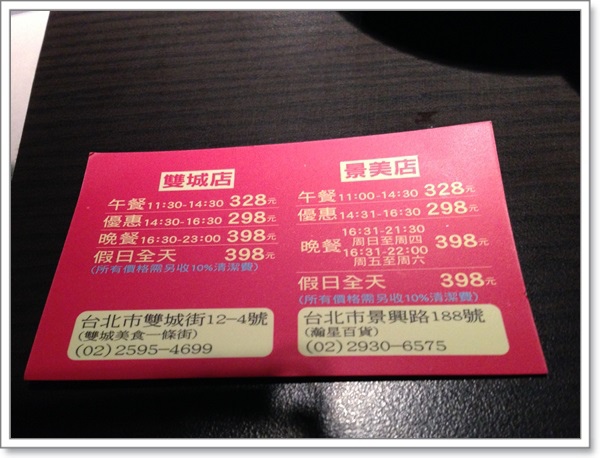 雙城店
午餐11:30-14:30 328元
優惠14:30-16:30 298元
晚餐16:30-23:00 398元
假日全天 398元
(所有價格需另收10%清潔費)
台北市雙城街12-4號
(雙城美食一條街)
(02) 2595-4699
景美店
午餐11:00-14:30 328元
優惠14:31-16:30 298元
晚餐 16:31-21:30 周日至周四 398元
16:31-22:00 周五至周六
假日全天 398元
(所有價格需另收10%清潔費)
台北市景興路188號
(瀚星百貨)
(02) 2930-6575